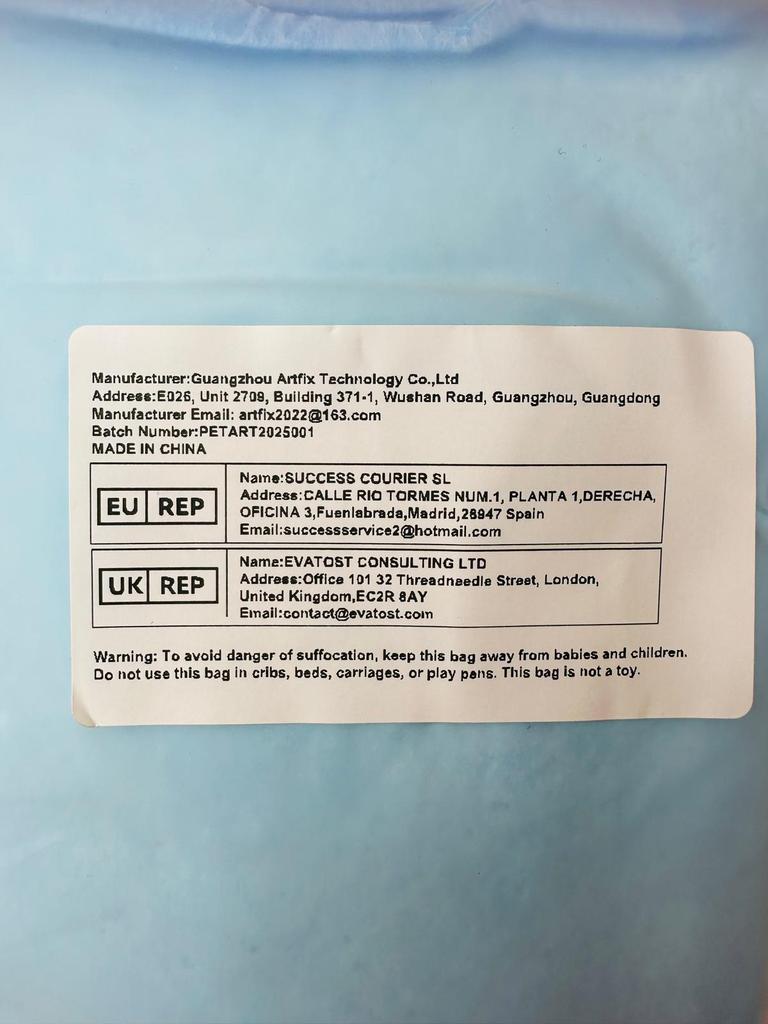 Manufacturer:Guangzhou Artfix Technology Co.,Ltd
Address:E026, Unit 2709, Building 371-1, Wushan Road, Guangzhou, Guangdong
Manufacturer Email: artfix2022@163.com
Batch Number:PETART2025001
MADE IN CHINA
EU REP
Name:SUCCESS COURIER SL
Address:CALLE RIO TORMES NUM.1, PLANTA 1,DERECHA,
OFICINA 3,Fuenlabrada,Madrid,28947 Spain
Email:successservice2@hotmail.com
UK REP
Name:EVATOST CONSULTING LTD
Address:Office 101 32 Threadneedle Street, London,
United Kingdom,EC2R 8AY
Email:contact@evatost.com
Warning: To avoid danger of suffocation, keep this bag away from babies and children.
Do not use this bag in cribs, beds, carriages, or play pens. This bag is not a toy.